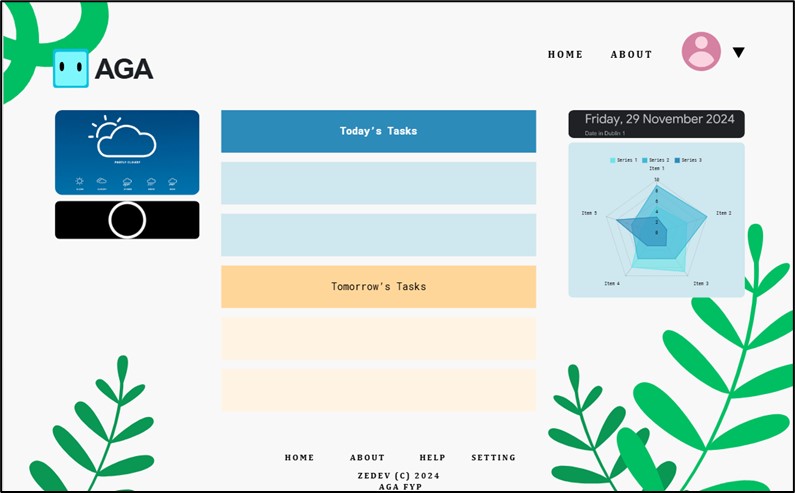 AGA
HOME ABOUT
PARTLY CLOUDY
Today's Tasks
Tomorrow's Tasks
Friday, 29 November 2024
Date in Dublin 1
Series 1 Series 2 Series 3
Item 1
10
8
6
4
2
0
Item 5
Item 2
Item 4
Item 3
HOME ABOUT HELP SETTING
ZEDEV (C) 2024
AGA FYP